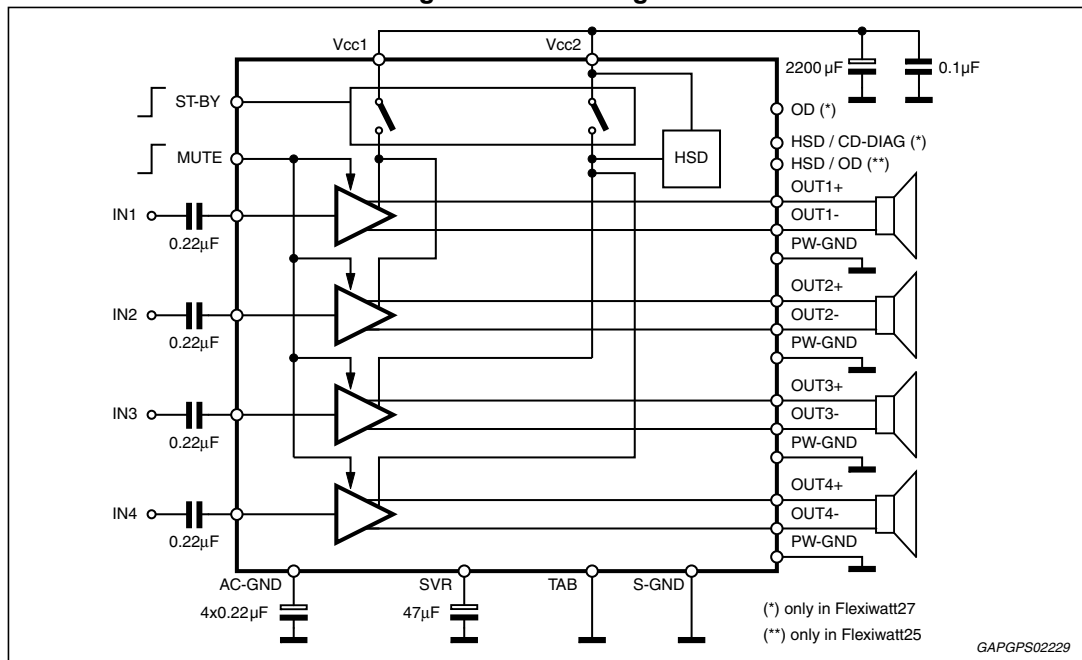 Vcc1
Vcc2
2200µF
0.1µF
ST-BY
OD (*)
HSD / CD-DIAG (*)
MUTE
HSD
HSD / OD (**)
OUT1+
IN1
OUT1-
0.22µF
PW-GND
OUT2+
IN2
OUT2-
0.22µF
PW-GND
OUT3+
IN3
OUT3-
0.22µF
PW-GND
OUT4+
IN4
OUT4-
0.22µF
PW-GND
AC-GND
SVR
TAB
S-GND
4x0.22µF
47µF
(*) only in Flexiwatt27
(**) only in Flexiwatt25
GAPGPS02229